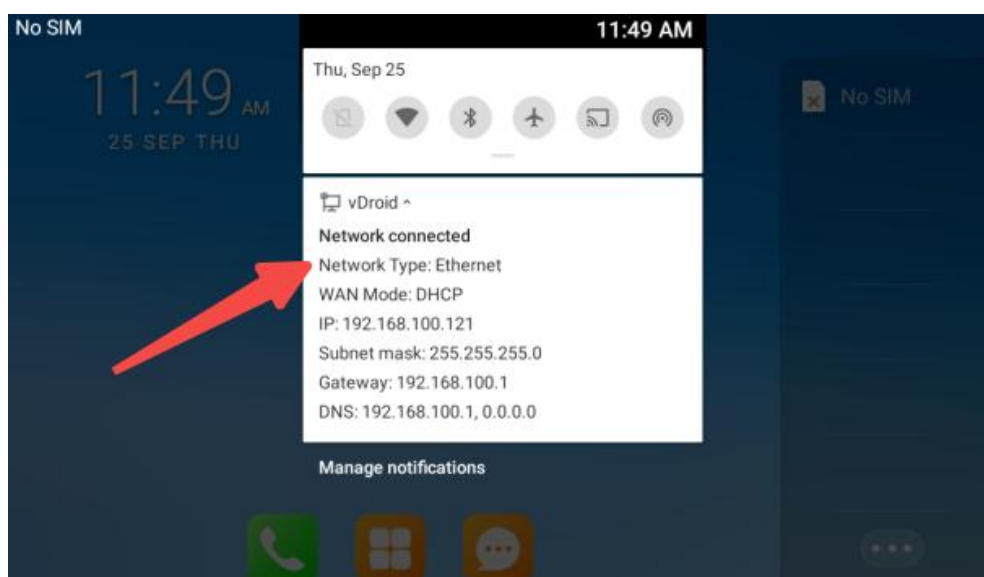 No SIM
11:49 AM
11:49 AM
25 SEP THU
Thu, Sep 25
No SIM
vDroid
Network connected
Network Type: Ethernet
WAN Mode: DHCP
IP: 192.168.100.121
Subnet mask: 255.255.255.0
Gateway: 192.168.100.1
DNS: 192.168.100.1, 0.0.0.0
Manage notifications